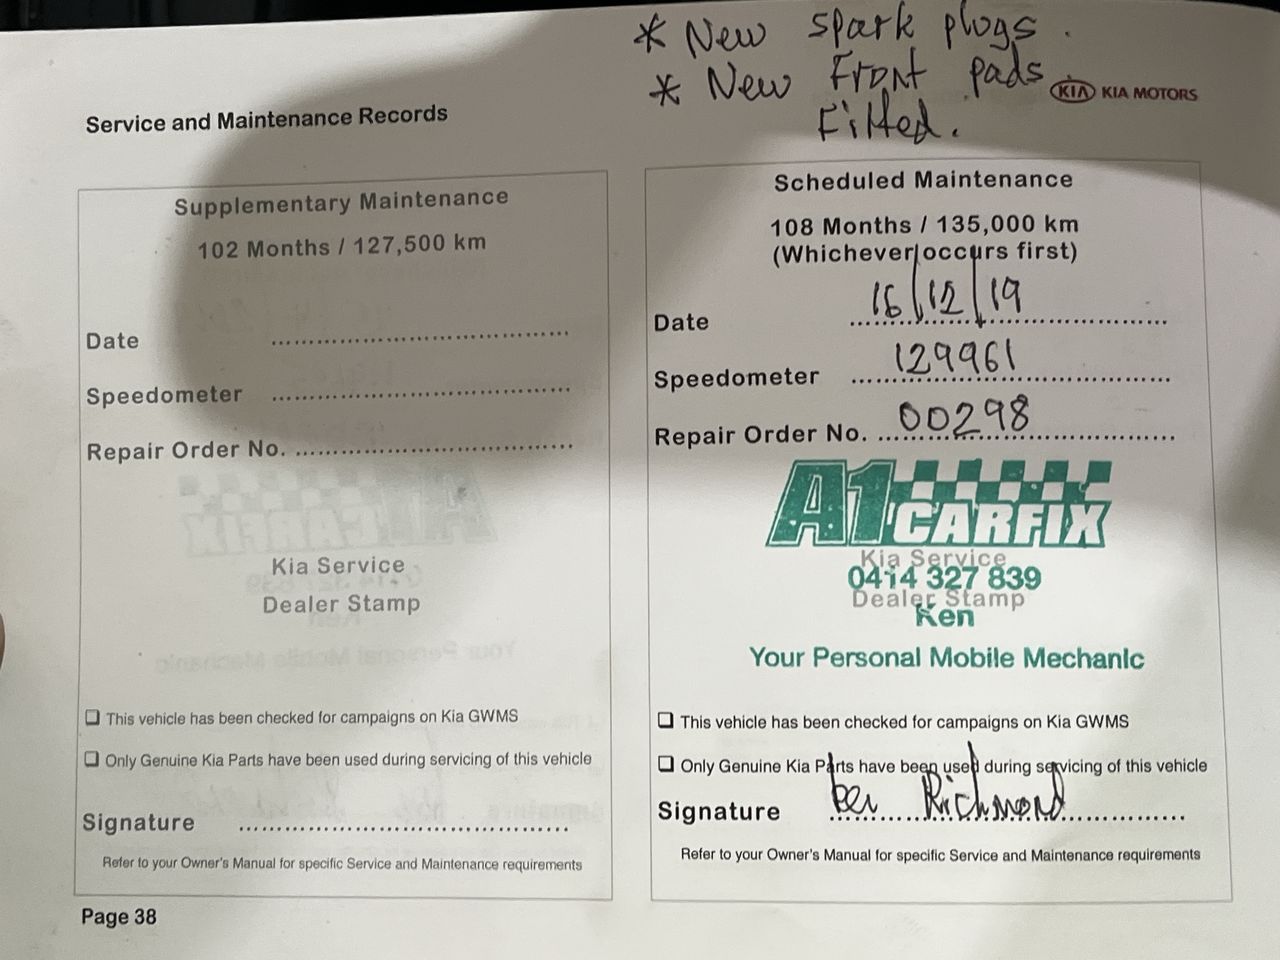 * New spark plogs.
* New Front pads
Fitted.
KIA KIA MOTORS
Service and Maintenance Records
Supplementary Maintenance
102 Months / 127,500 km
Date
Speedometer
Repair Order No.
Kia Service
Dealer Stamp
❑ This vehicle has been checked for campaigns on Kia GWMS
❑ Only Genuine Kia Parts have been used during servicing of this vehicle
Signature
Refer to your Owner's Manual for specific Service and Maintenance requirements
Page 38
Scheduled Maintenance
108 Months / 135,000 km
(Whichever occurs first)
Date 16/12/19
Speedometer 129961
Repair Order No. 00298
A1 CARFIX
Kia Service
0414 327 839
Dealer Stamp
Ken
Your Personal Mobile Mechanic
❑ This vehicle has been checked for campaigns on Kia GWMS
❑ Only Genuine Kia Parts have been used during servicing of this vehicle
Signature Ken Richmond
Refer to your Owner's Manual for specific Service and Maintenance requirements